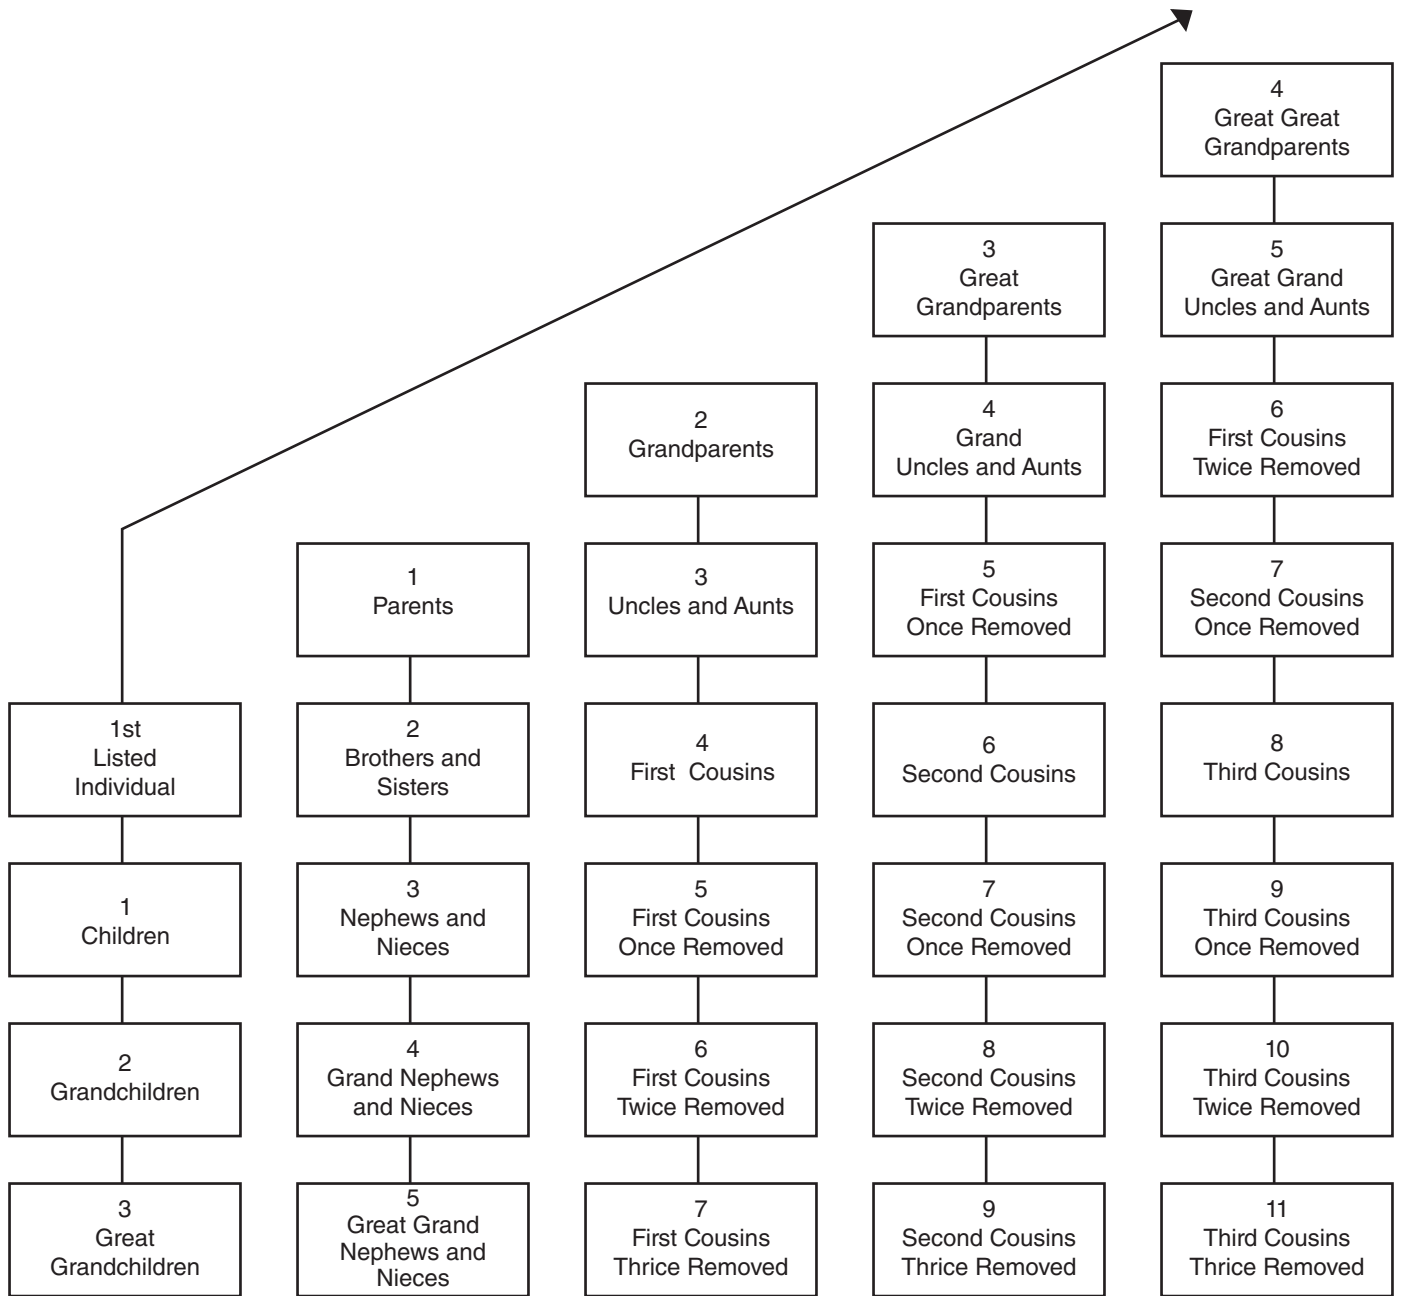 4
Great Great
Grandparents
3
Great
Grandparents
5
Great Grand
Uncles and Aunts
2
Grandparents
4
Grand
Uncles and Aunts
6
First Cousins
Twice Removed
1
Parents
3
Uncles and Aunts
5
First Cousins
Once Removed
7
Second Cousins
Once Removed
1st
Listed
Individual
2
Brothers and
Sisters
4
First Cousins
6
Second Cousins
8
Third Cousins
1
Children
3
Nephews and
Nieces
5
First Cousins
Once Removed
7
Second Cousins
Once Removed
9
Third Cousins
Once Removed
2
Grandchildren
4
Grand Nephews
and Nieces
6
First Cousins
Twice Removed
8
Second Cousins
Twice Removed
10
Third Cousins
Twice Removed
3
Great
Grandchildren
5
Great Grand
Nephews and
Nieces
7
First Cousins
Thrice Removed
9
Second Cousins
Thrice Removed
11
Third Cousins
Thrice Removed